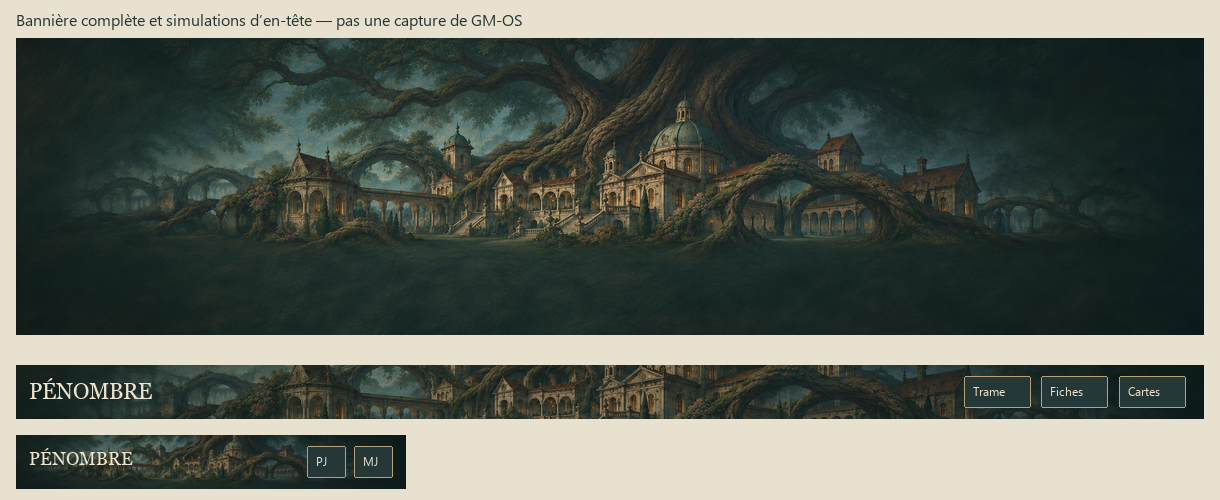 Bannière complète et simulations d’en-tête — pas une capture de GM-OS
PÉNOMBRE
Trame
Fiches
Cartes
PÉNOMBRE
PJ
MJ